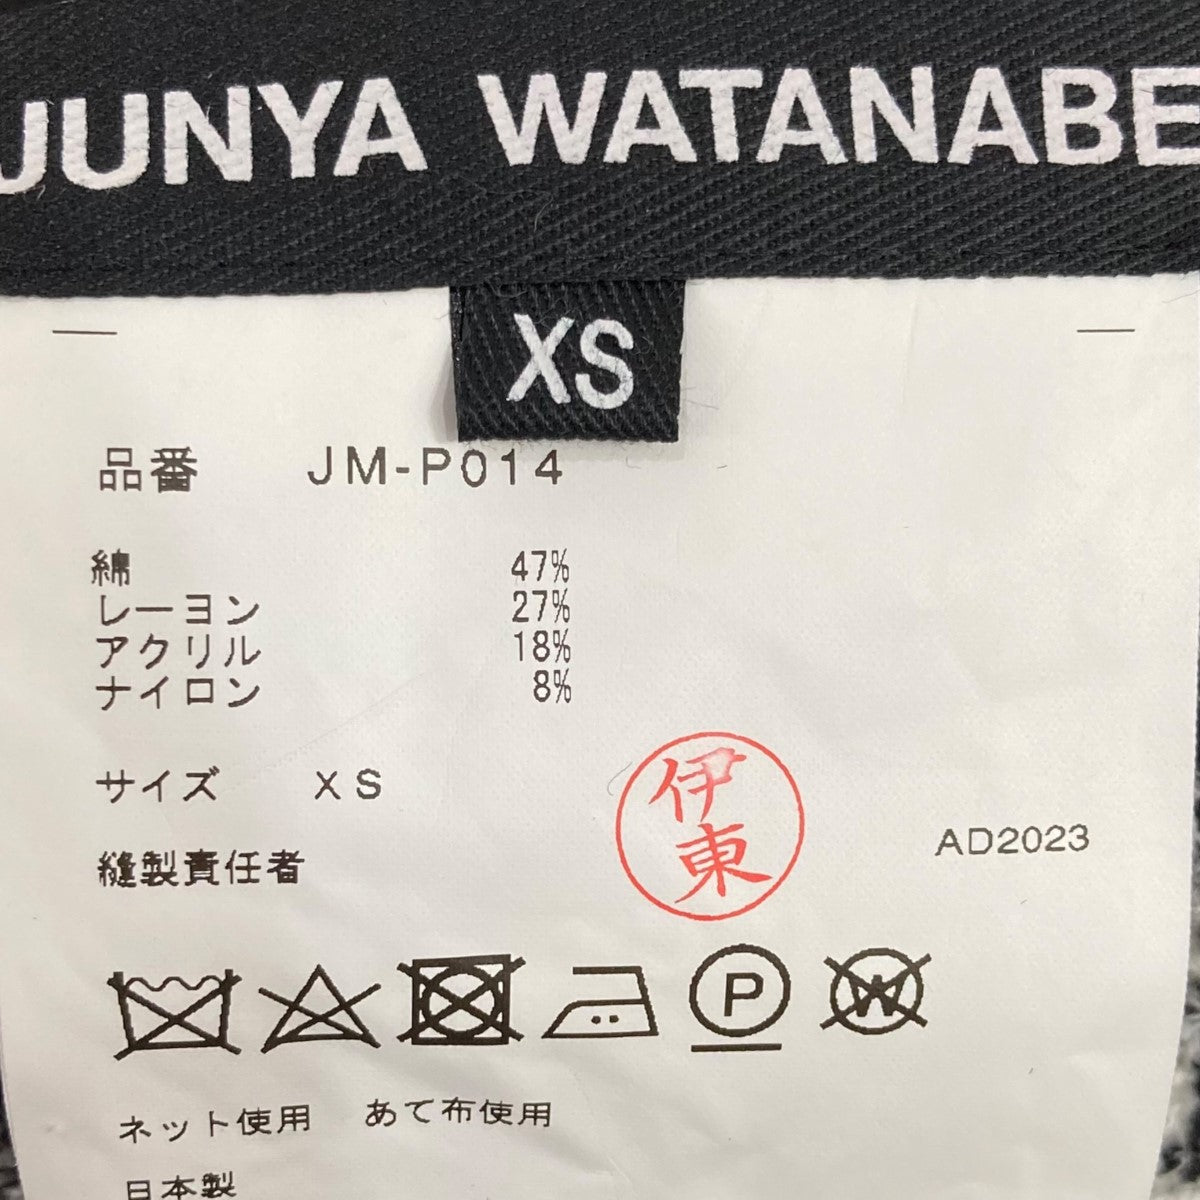 JUNYA WATANABE
XS
品番 JM-P014
綿 47%
レーヨン 27%
アクリル 18%
ナイロン 8%
サイズ XS
伊東
AD2023
縫製責任者
P
W
ネット使用 あて布使用
日本製